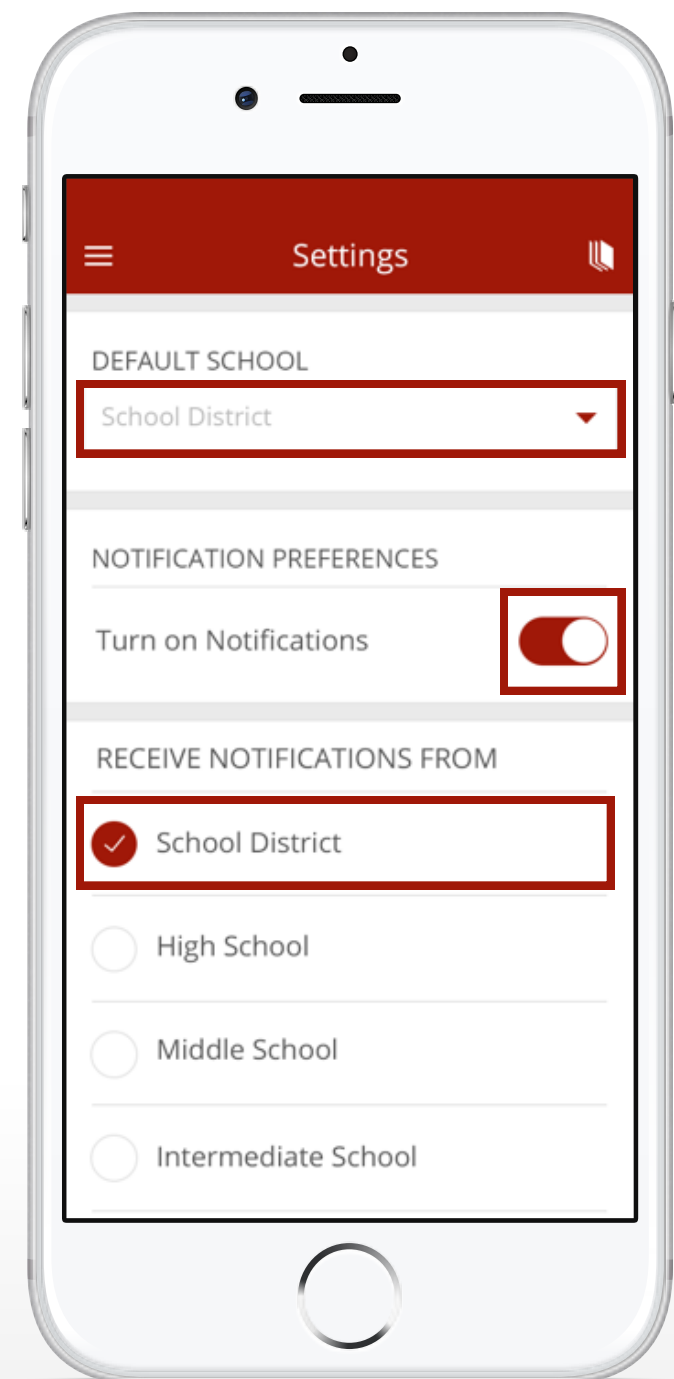 Settings
DEFAULT SCHOOL
School District
NOTIFICATION PREFERENCES
Turn on Notifications
RECEIVE NOTIFICATIONS FROM
School District
High School
Middle School
Intermediate School